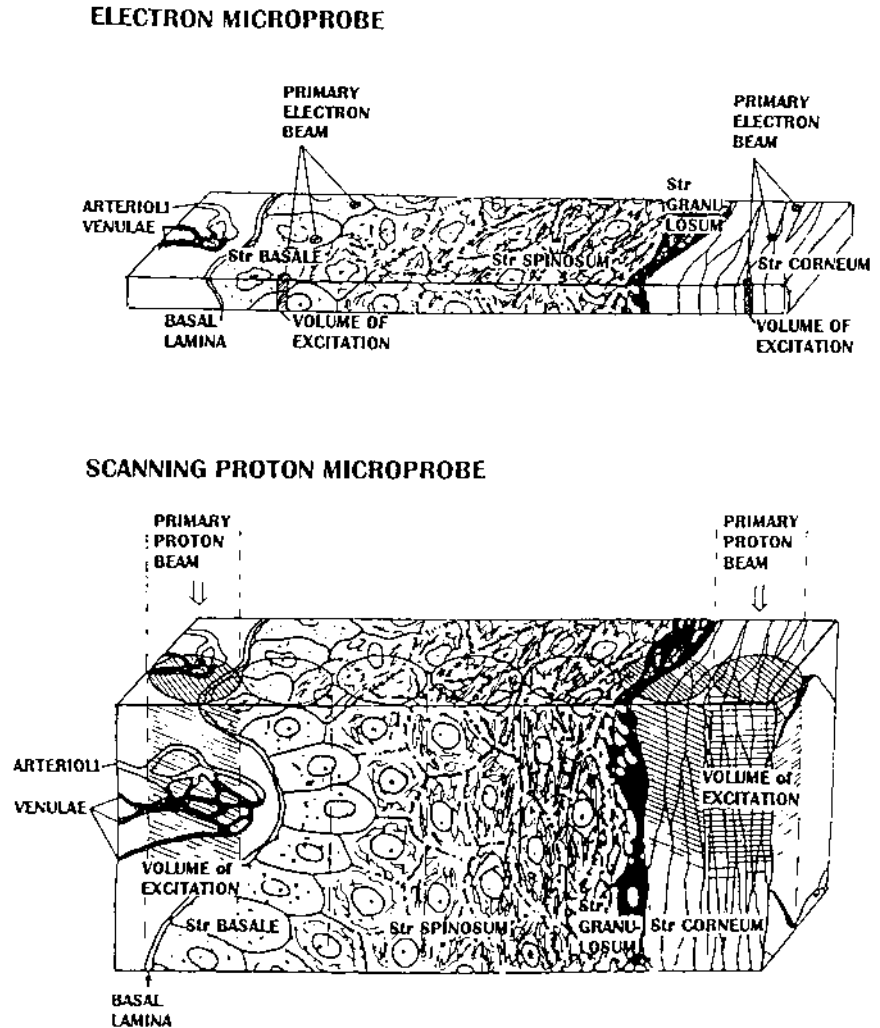 ELECTRON MICROPROBE
PRIMARY
ELECTRON
BEAM
PRIMARY
ELECTRON
BEAM
ARTERIOLI
VENULAE
Str
GRANU-
LOSUM
Str BASALE
Str SPINOSUM
Str CORNEUM
BASAL
LAMINA
VOLUME OF
EXCITATION
VOLUME OF
EXCITATION
SCANNING PROTON MICROPROBE
PRIMARY
PROTON
BEAM
PRIMARY
PROTON
BEAM
ARTERIOLI
VENULAE
VOLUME of
EXCITATION
VOLUME of
EXCITATION
Str BASALE
Str SPINOSUM
Str
GRANU-
LOSUM
Str CORNEUM
BASAL
LAMINA